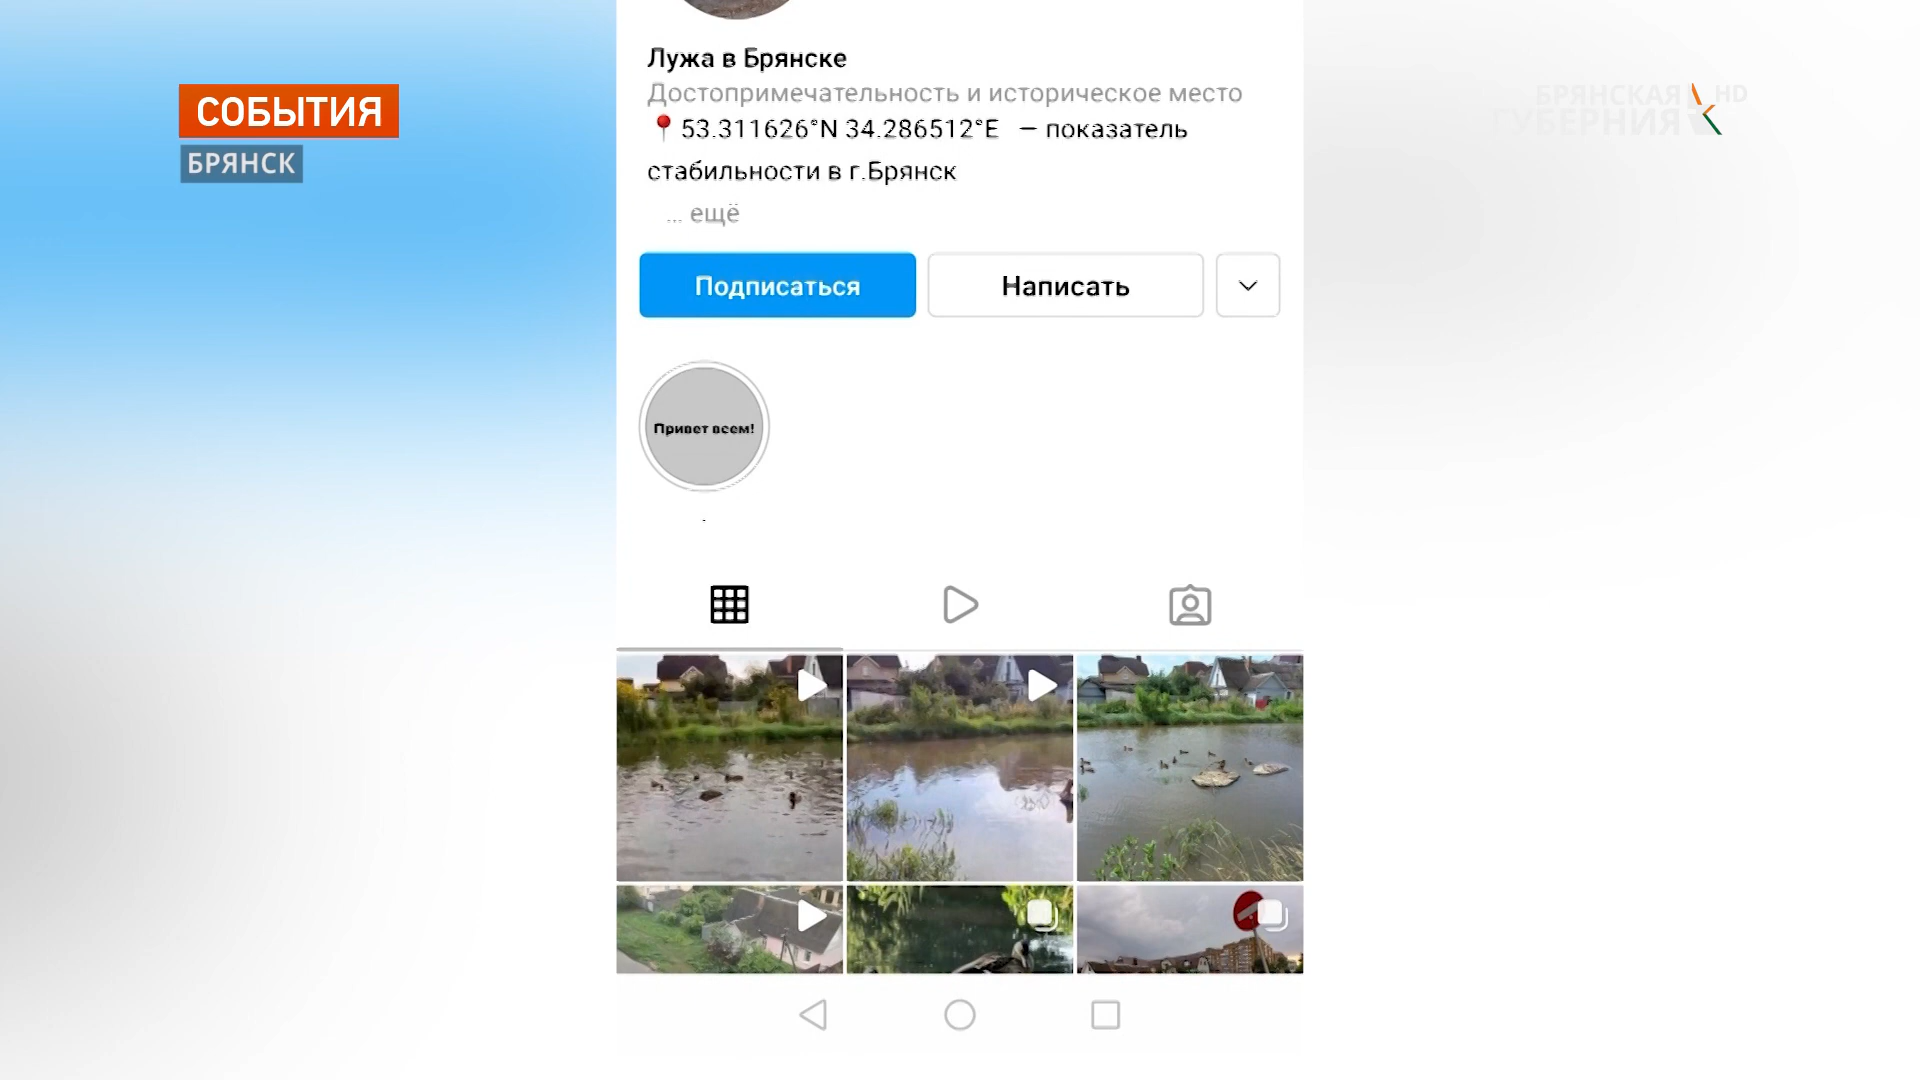 СОБЫТИЯ
БРЯНСК
БРЯНСКАЯ HD
ГУБЕРНИЯ
Лужа в Брянске
Достопримечательность и историческое место
📍 53.311626°N 34.286512°E — показатель
стабильности в г.Брянск
... ещё
Подписаться
Написать
Привет всем!
.